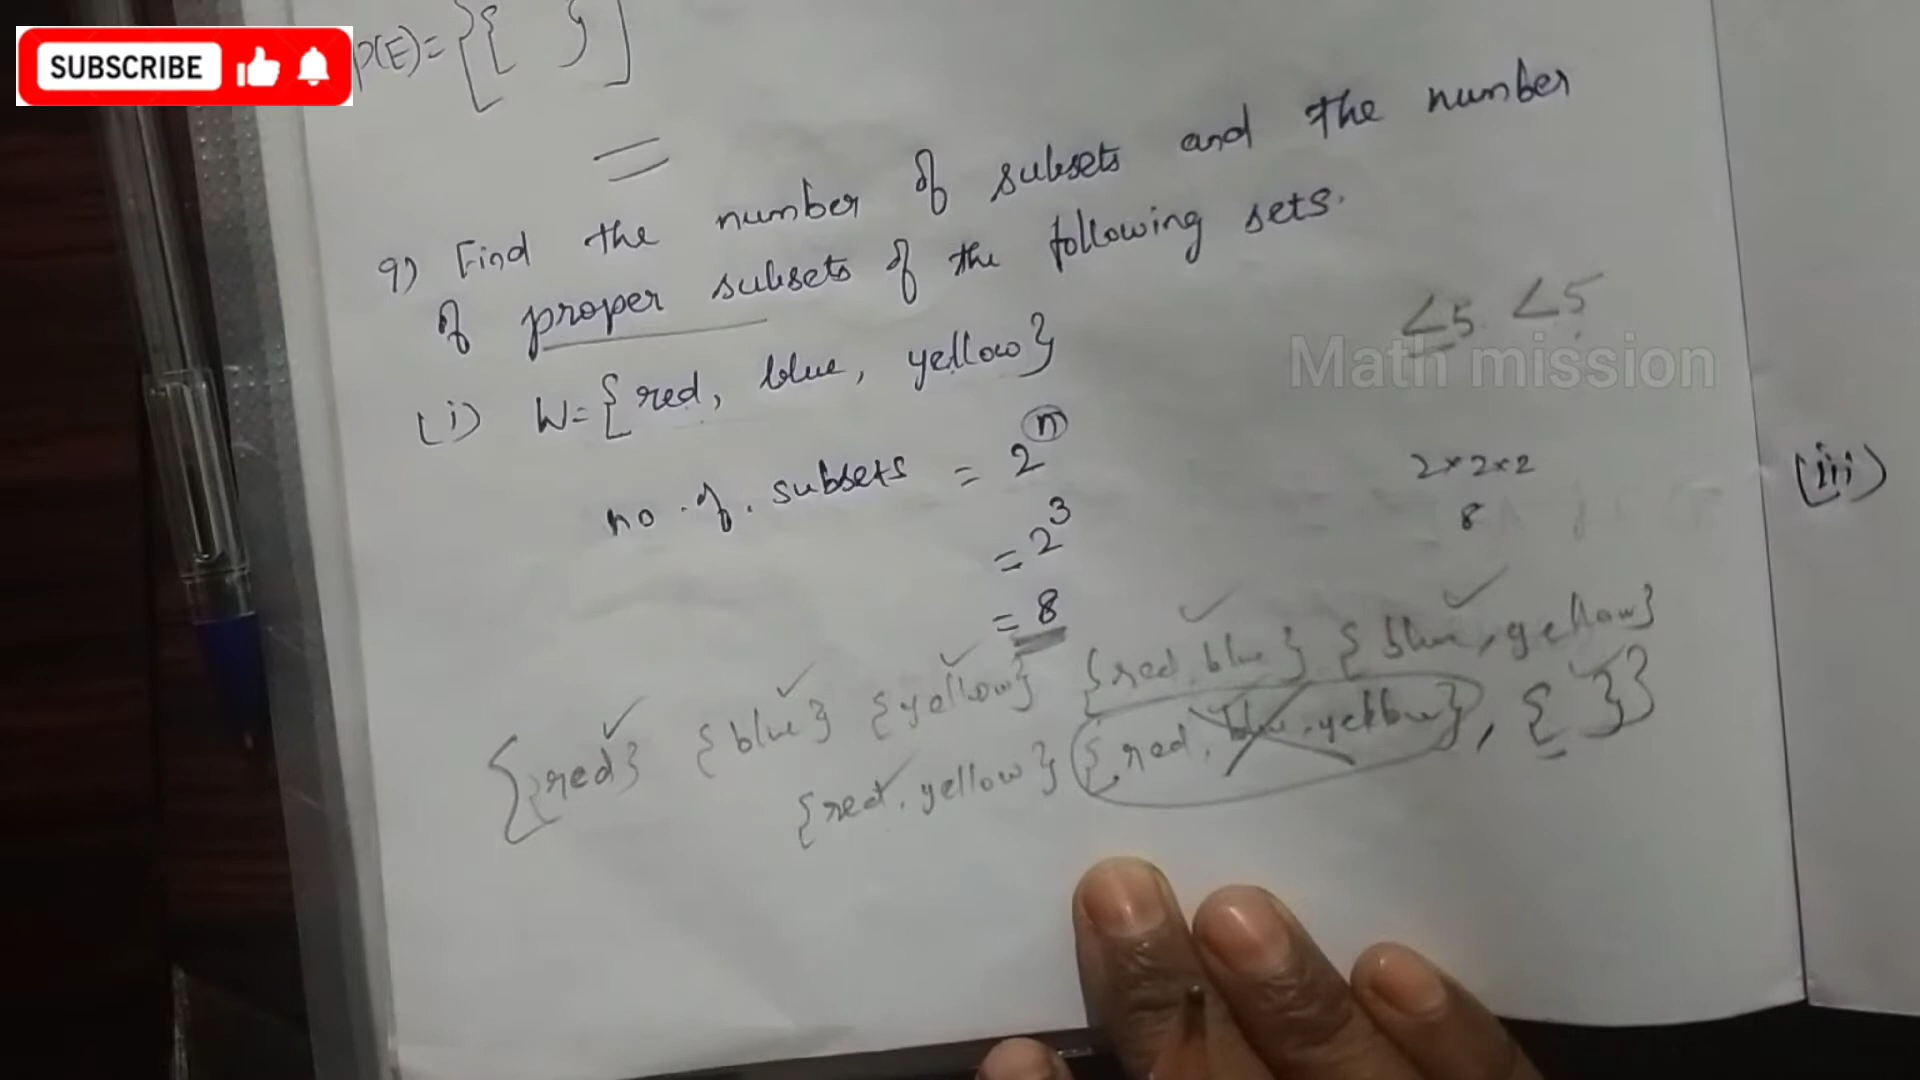 SUBSCRIBE
P(E)={{ }}
9) Find the number of subsets and the number
of proper subsets of the following sets.
<5 <5
Math mission
(i) W={red, blue, yellow}
no. of. subsets = 2^n
= 2^3
= 8
2×2×2
8
(iii)
{{red} {blue} {yellow} {red, blue} {blue, yellow}
{red, yellow} {red, blue, yellow}, { }}